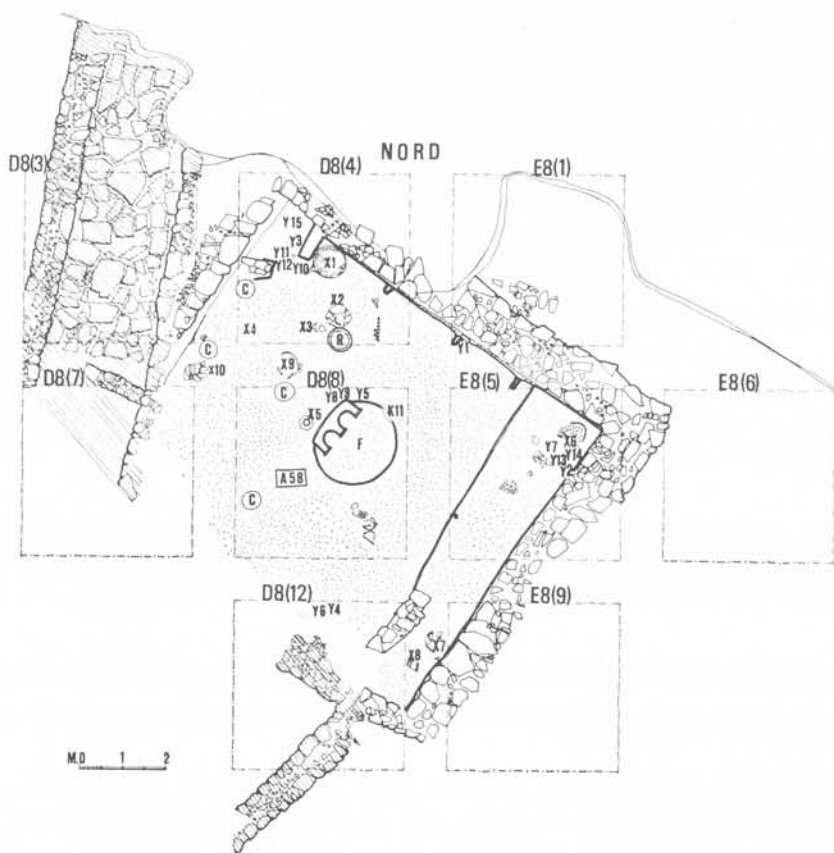 NORD
D8(3)
D8(4)
E8(1)
Y15
Y3
Y11
X1
Y12 Y10
C
X2
X4
X3
R
Y1
C
X9
X10
D8(7)
D8(8)
E8(5)
E8(6)
C
Y8 Y9 Y5
K11
X5
F
X6
Y7
Y13 Y14
Y2
A58
C
D8(12)
E8(9)
Y6 Y4
X7
X8
M.0 1 2